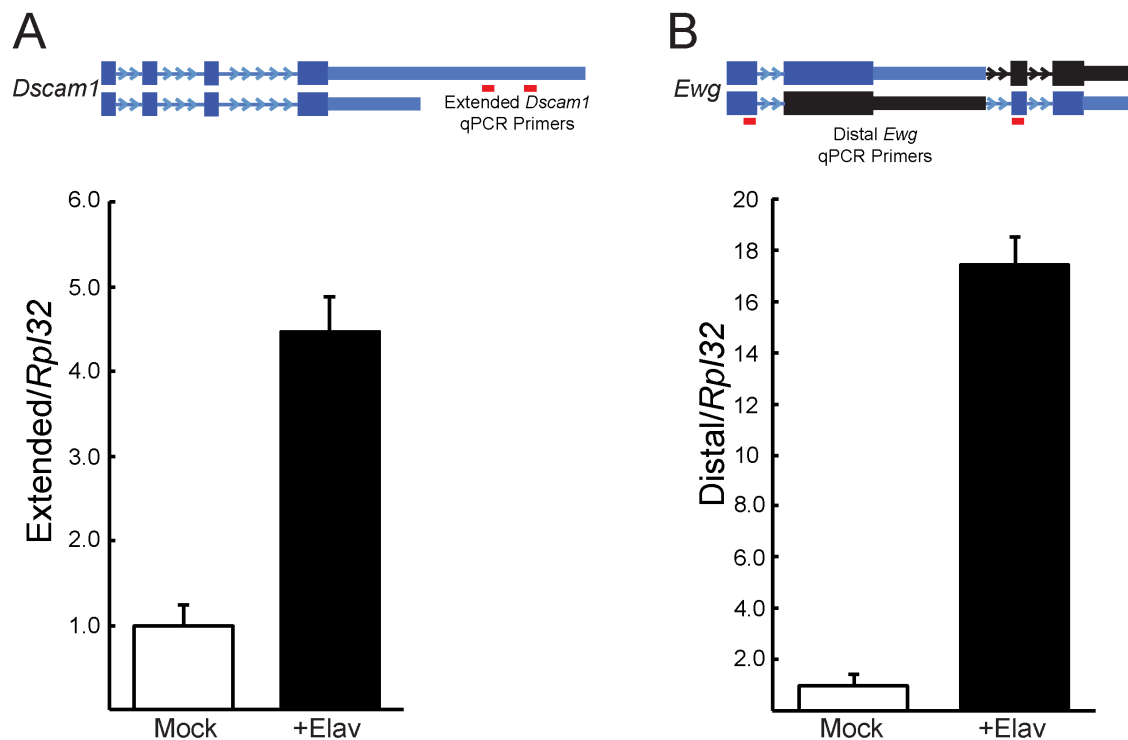 A
Dscam1
Extended Dscam1
qPCR Primers
Extended/Rpl32
6.0
5.0
4.0
3.0
2.0
1.0
Mock
+Elav
B
Ewg
Distal Ewg
qPCR Primers
Distal/Rpl32
20
18
16
14
12
10
8.0
6.0
4.0
2.0
Mock
+Elav